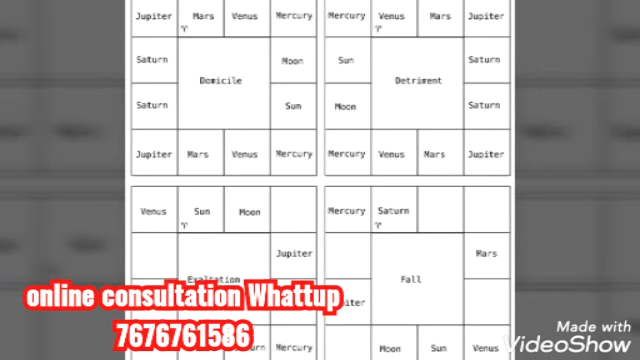 Jupiter Mars Venus Mercury Mercury Venus Mars Jupiter
♈ ♈
Saturn Moon Sun Saturn
Domicile Detriment
Saturn Sun Moon Saturn
Jupiter Mars Venus Mercury Mercury Venus Mars Jupiter
Venus Sun Moon Mercury Saturn
♈ ♈
Jupiter Mars
Exaltation Fall
online consultation Whattup
7676761586
Mercury Moon Sun Venus
Made with
VideoShow